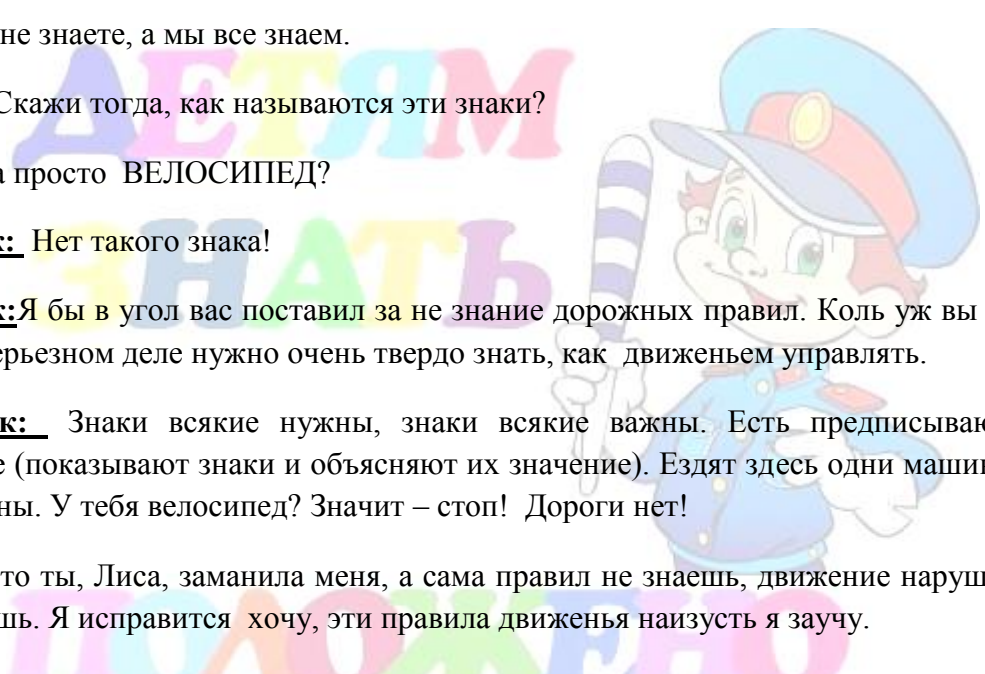 не знаете, а мы все знаем.
ДЕТЯМ
Скажи тогда, как называются эти знаки?
а просто ВЕЛОСИПЕД?
к: Нет такого знака!
ЗНАТЬ
к:Я бы в угол вас поставил за не знание дорожных правил. Коль уж вы
ерьезном деле нужно очень твердо знать, как движеньем управлять.
к: Знаки всякие нужны, знаки всякие важны. Есть предписываю
е (показывают знаки и объясняют их значение). Ездят здесь одни машин
ны. У тебя велосипед? Значит – стоп! Дороги нет!
то ты, Лиса, заманила меня, а сама правил не знаешь, движение наруш
шь. Я исправится хочу, эти правила движенья наизусть я заучу.
ПОЛОЖЕНО